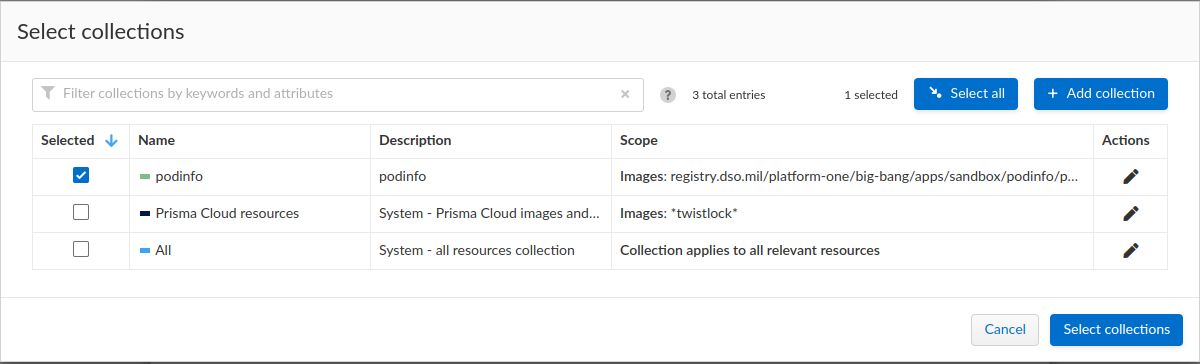 Select collections
Filter collections by keywords and attributes × ? 3 total entries 1 selected Select all + Add collection
Selected Name Description Scope Actions
podinfo podinfo Images: registry.dso.mil/platform-one/big-bang/apps/sandbox/podinfo/p...
Prisma Cloud resources System - Prisma Cloud images and... Images: *twistlock*
All System - all resources collection Collection applies to all relevant resources
Cancel Select collections